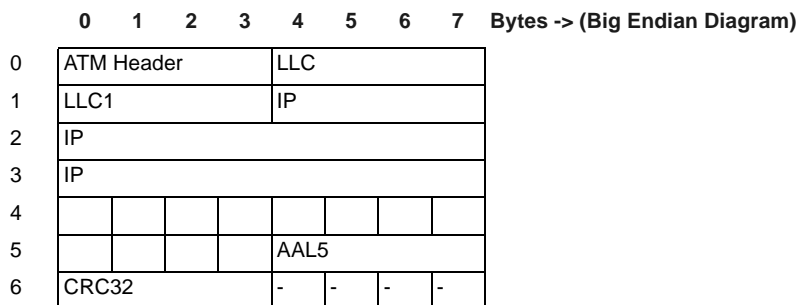 0 1 2 3 4 5 6 7 Bytes -> (Big Endian Diagram)
0 ATM Header LLC
1 LLC1 IP
2 IP
3 IP
4
5 AAL5
6 CRC32 - - - -